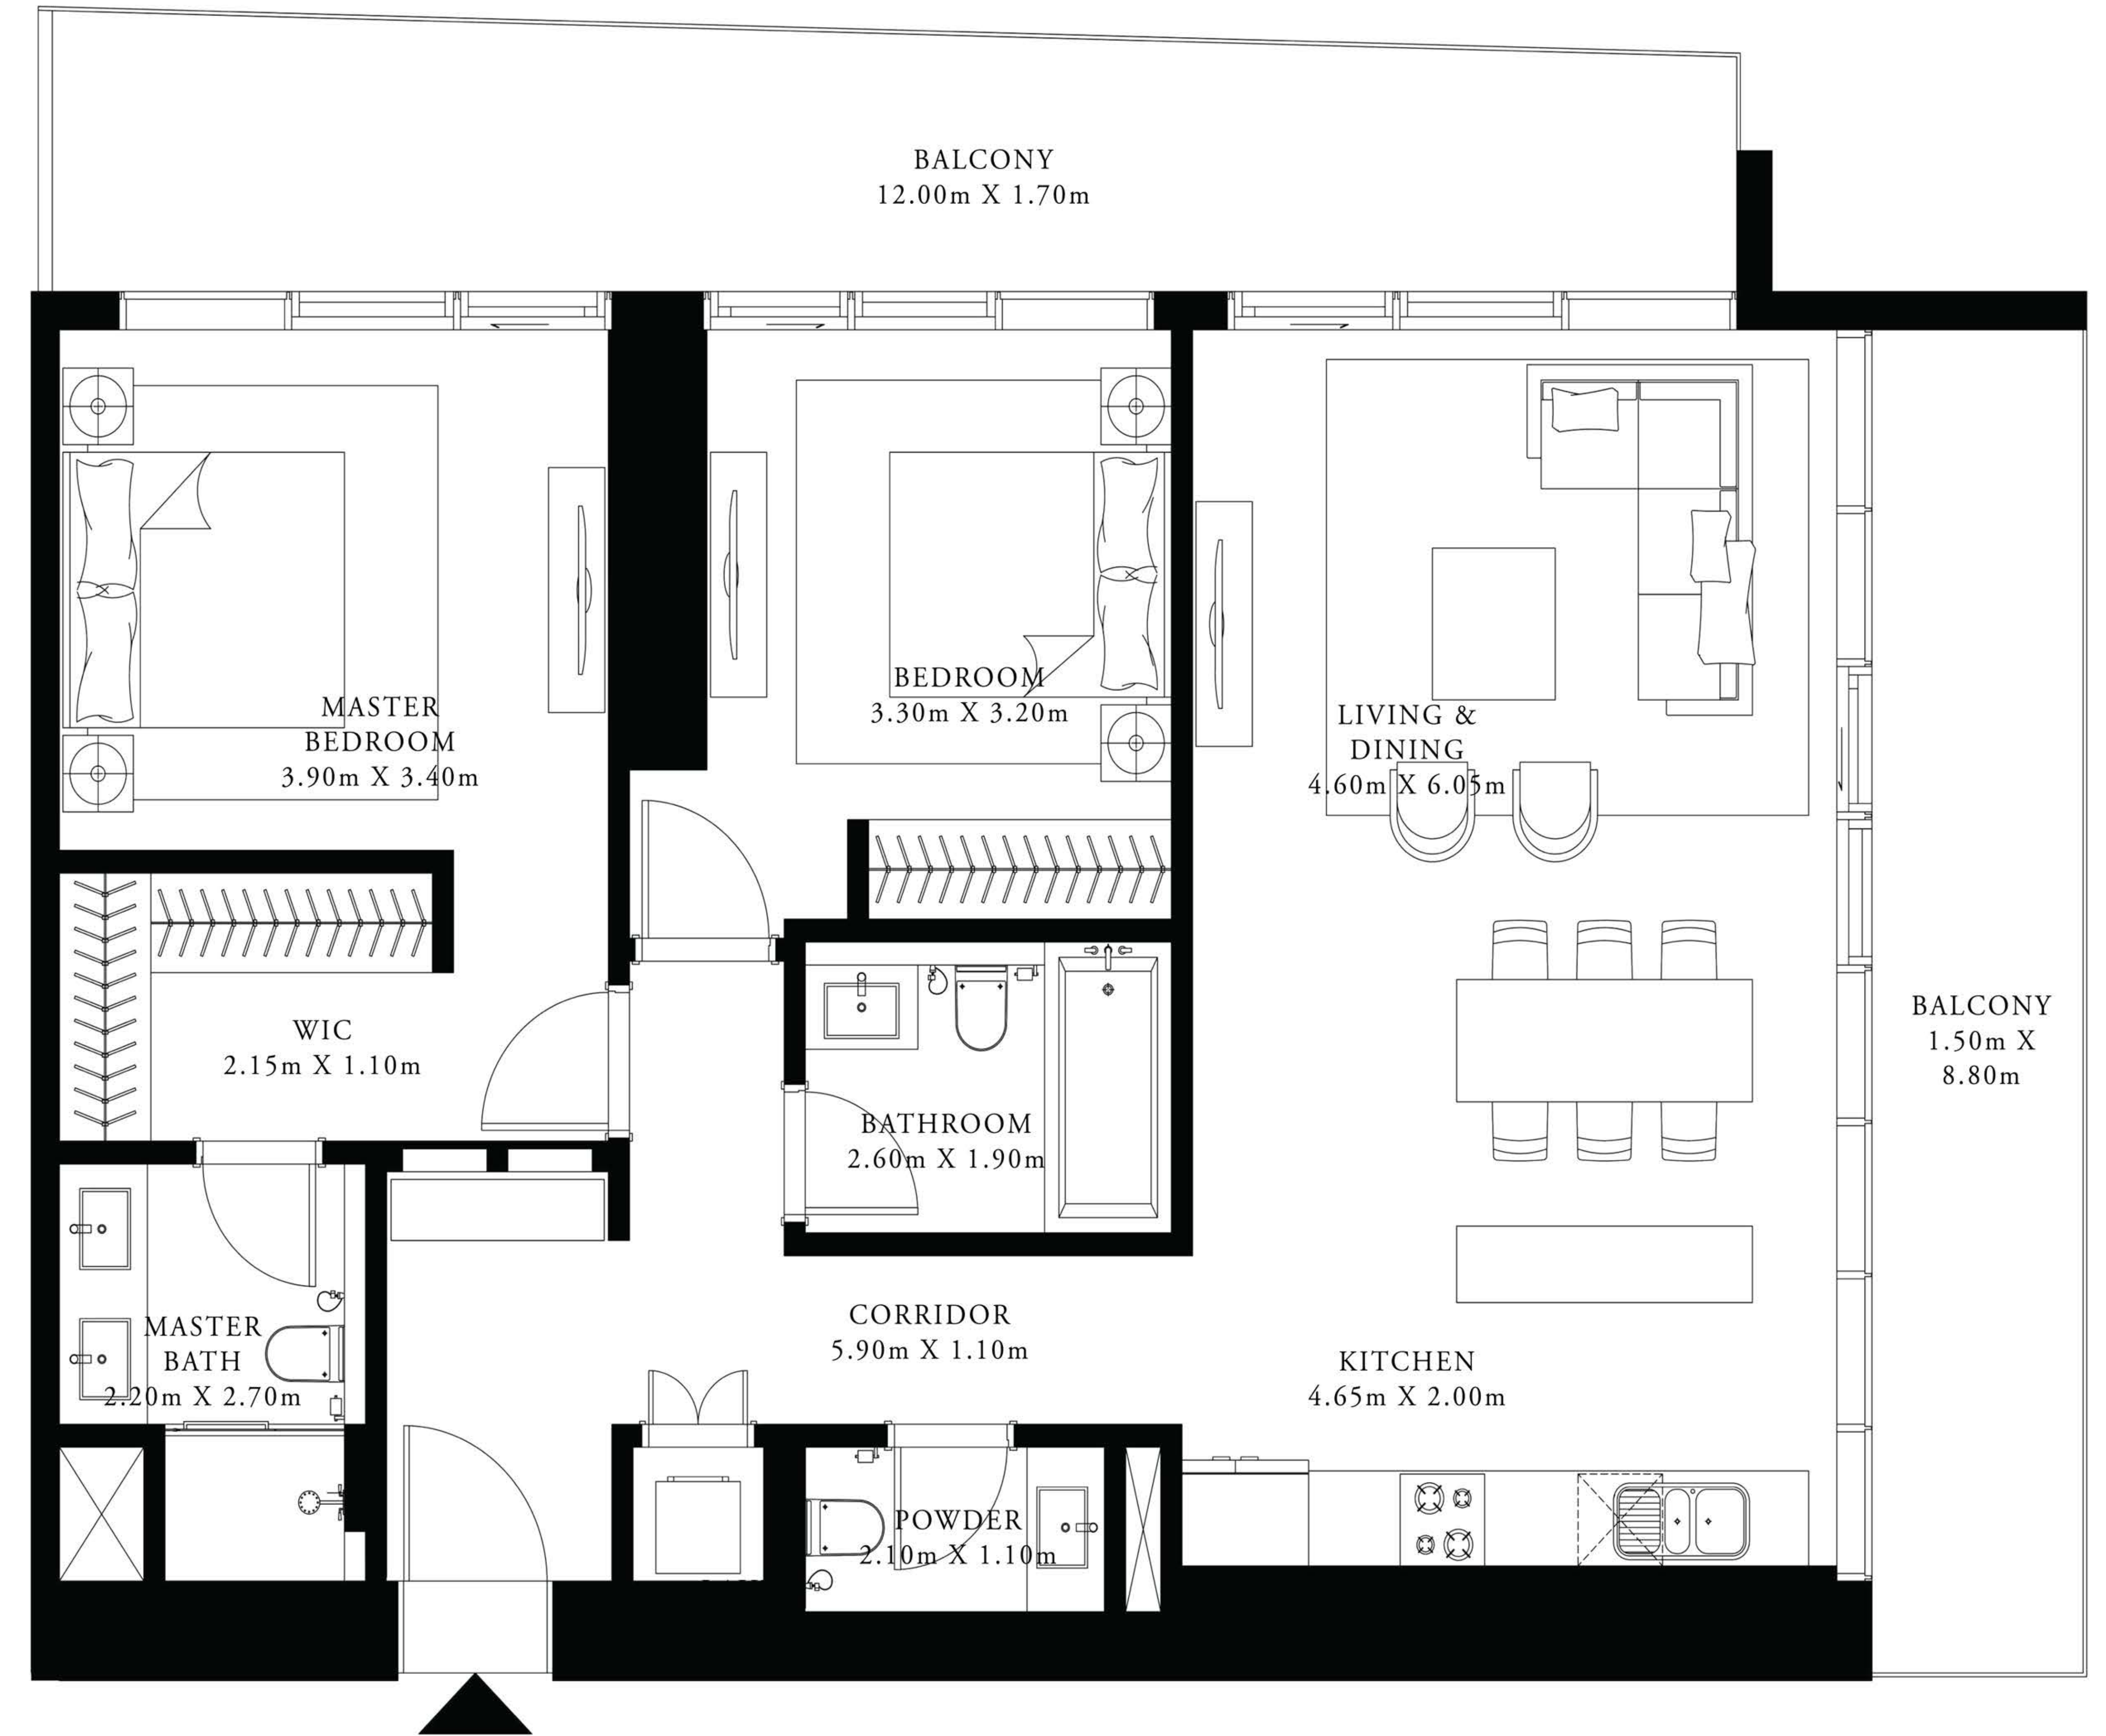 BALCONY
12.00m X 1.70m
MASTER
BEDROOM
3.90m X 3.40m
BEDROOM
3.30m X 3.20m
LIVING &
DINING
4.60m X 6.05m
WIC
2.15m X 1.10m
BATHROOM
2.60m X 1.90m
BALCONY
1.50m X
8.80m
MASTER
BATH
2.20m X 2.70m
CORRIDOR
5.90m X 1.10m
KITCHEN
4.65m X 2.00m
POWDER
2.10m X 1.10m